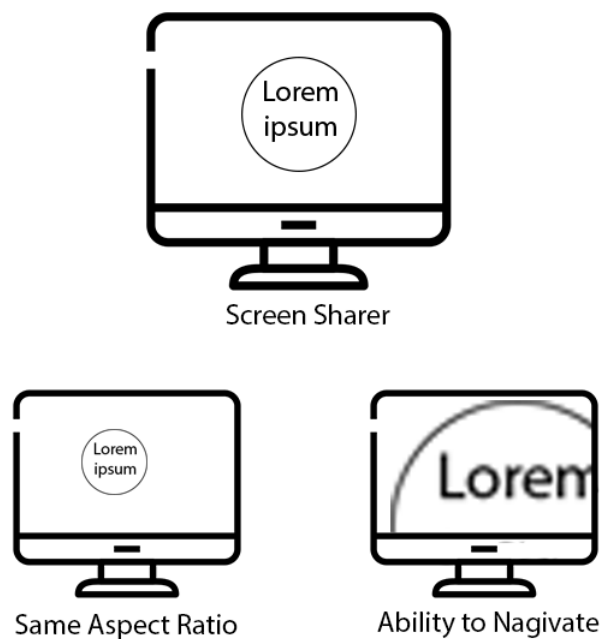 Lorem
ipsum
Screen Sharer
Lorem
ipsum
Lorem
Same Aspect Ratio
Ability to Nagivate